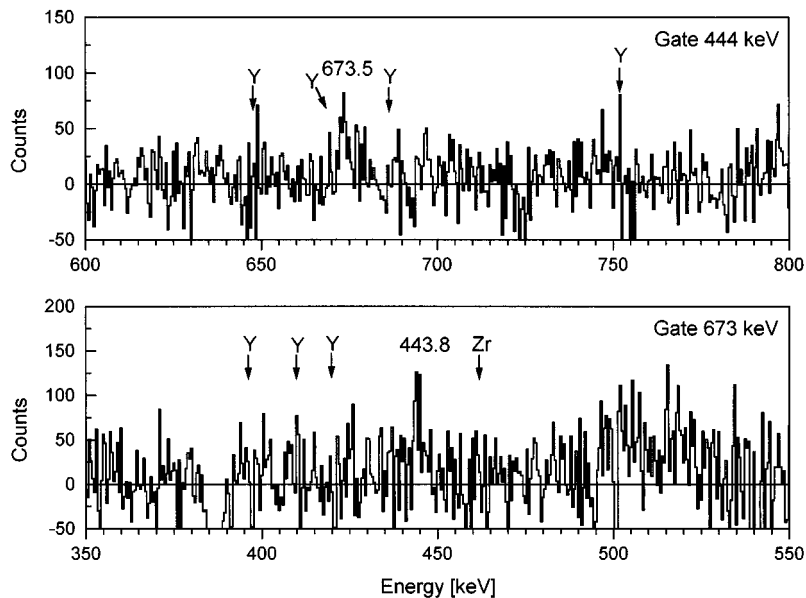 150
Gate 444 keV
Y
Y 673.5 Y
Y
100
50
0
-50
Counts
600 650 700 750 800
200
Gate 673 keV
Y Y Y 443.8 Zr
150
100
50
0
-50
Counts
350 400 450 500 550
Energy [keV]